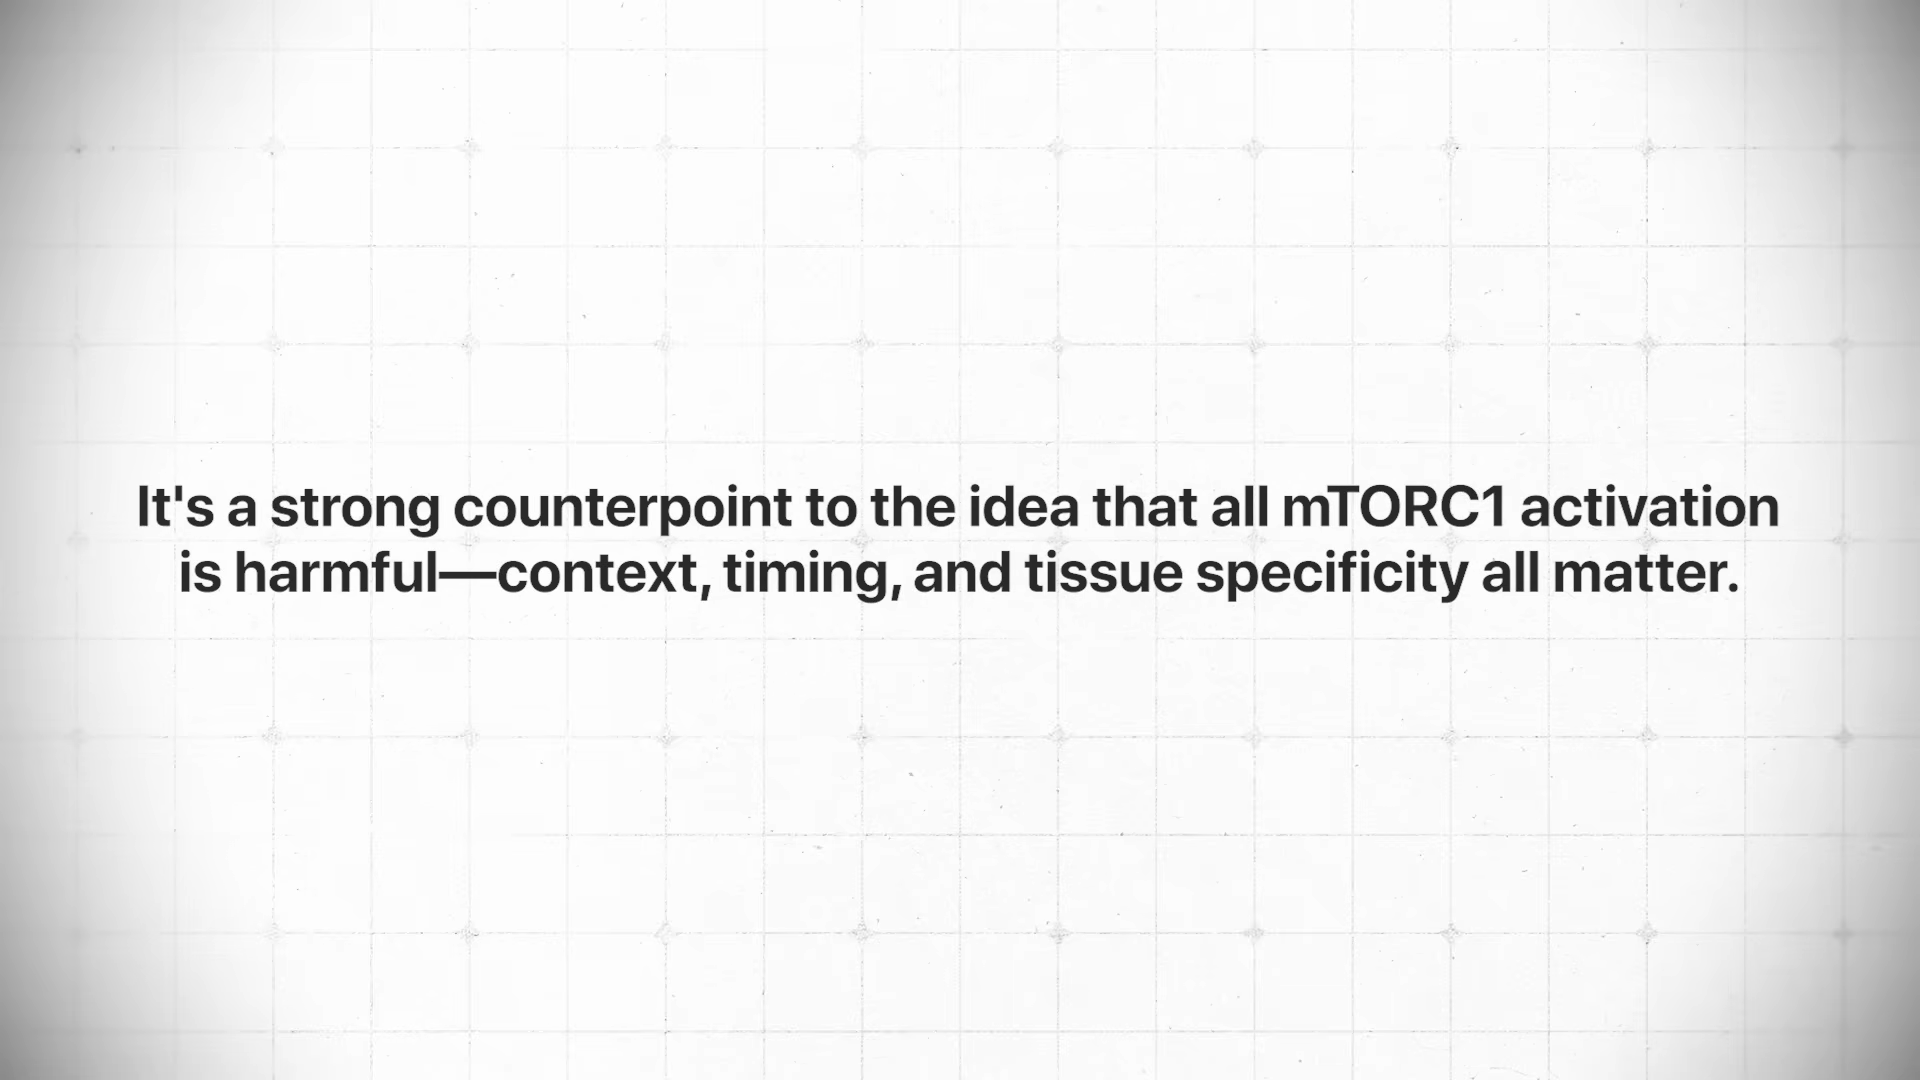 It's a strong counterpoint to the idea that all mTORC1 activation
is harmful—context, timing, and tissue specificity all matter.